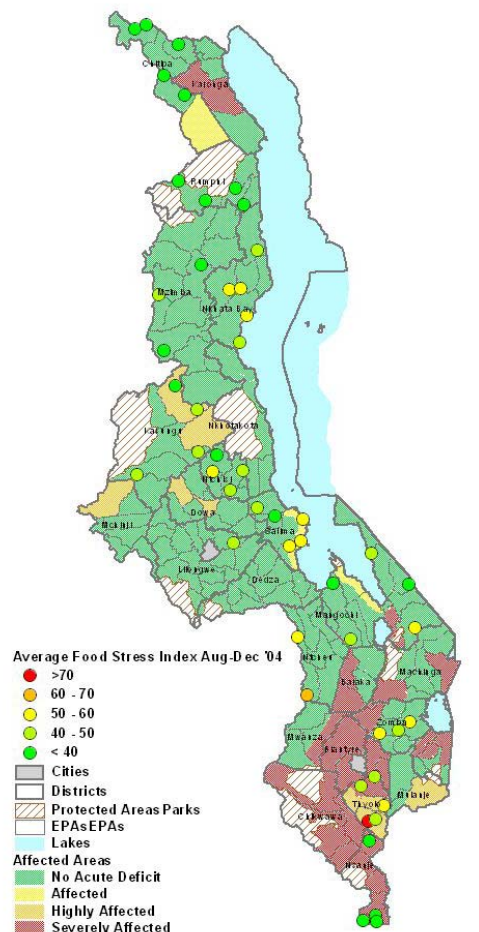 Chitipa
Karonga
Rumphi
Mzimba
Nkhata Bay
Kasungu
Nkhotakota
Ntchisi
Dowa
Mchinji
Salima
Lilongwe
Dedza
Mangochi
Ntcheu
Machinga
Balaka
Zomba
Mwanza
Blantyre
Mulanje
Thyolo
Chikwawa
Nsanje
Average Food Stress Index Aug-Dec '04
>70
60 - 70
50 - 60
40 - 50
< 40
Cities
Districts
Protected Areas Parks
EPAsEPAs
Lakes
Affected Areas
No Acute Deficit
Affected
Highly Affected
Severely Affected